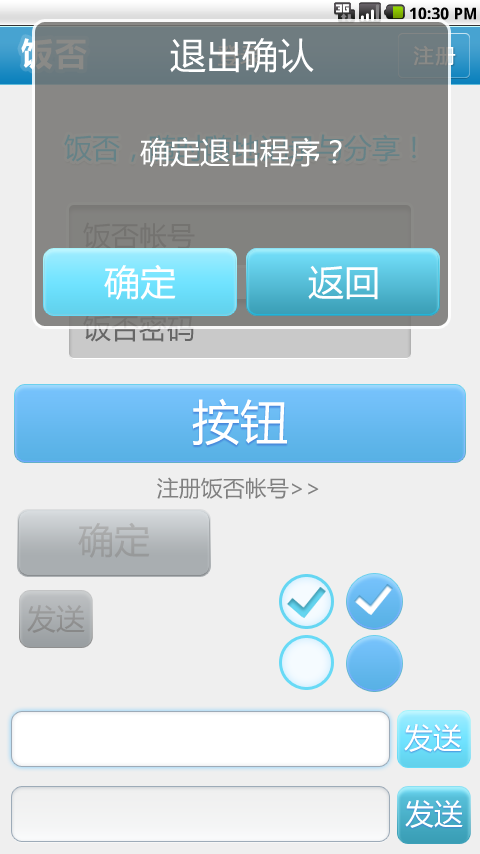 10:30 PM
饭否
注册
退出确认
饭否，
与分享！
确定退出程序？
饭否帐号
确定
返回
饭否密码
按钮
注册饭否帐号>>
确定
发送
发送
发送